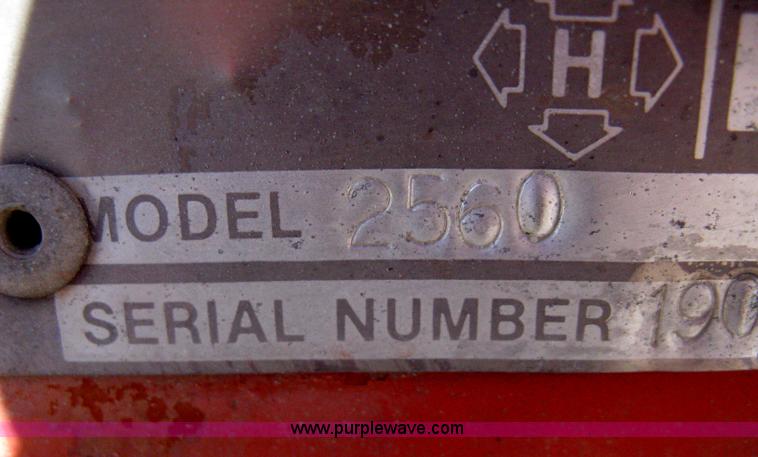 H
MODEL 2560
SERIAL NUMBER 190
www.purplewave.com